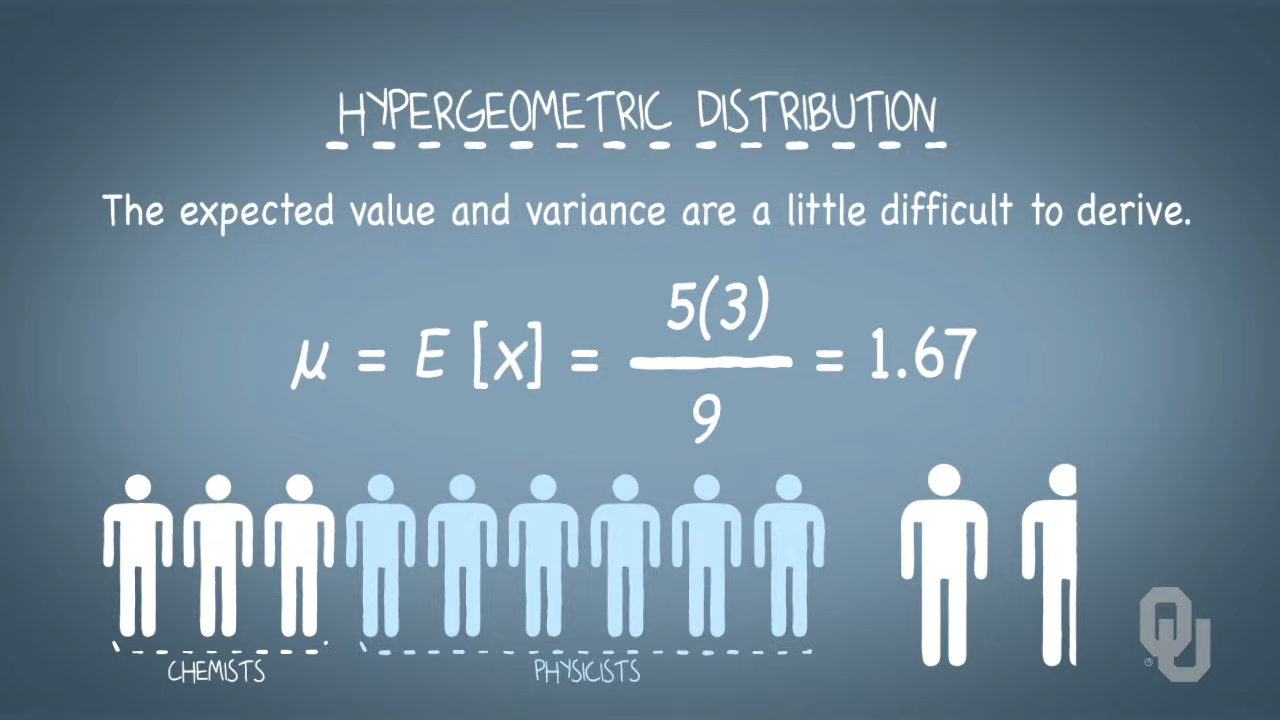 HYPERGEOMETRIC DISTRIBUTION
The expected value and variance are a little difficult to derive.
μ = E [x] = 5(3) / 9 = 1.67
CHEMISTS PHYSICISTS
OU ®